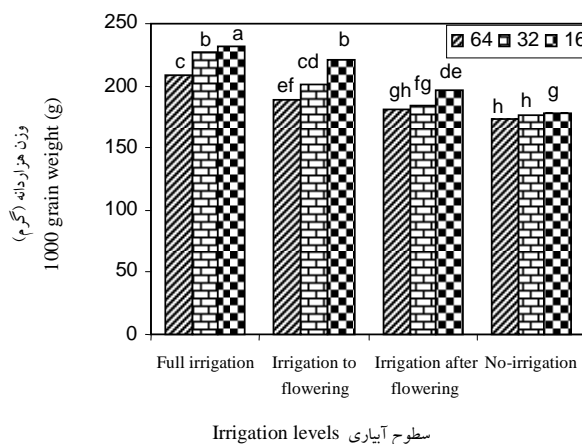 وزن هزاردانه (گرم)
1000 grain weight (g)
250
200
150
100
50
0
64 32 16
c b a
ef cd b
gh fg de
h h g
Full irrigation
Irrigation to flowering
Irrigation after flowering
No-irrigation
Irrigation levels سطوح آبیاری